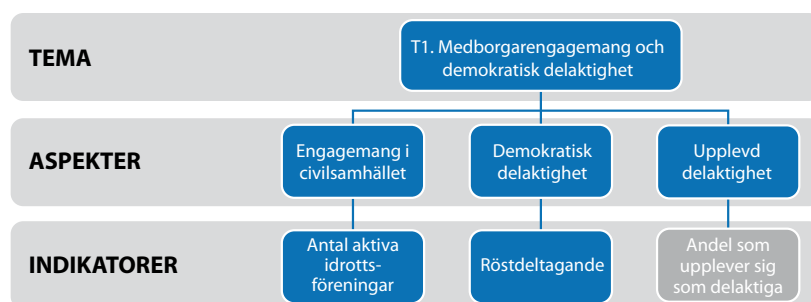 TEMA
T1. Medborgarengagemang och
demokratisk delaktighet
ASPEKTER
Engagemang i
civilsamhället
Demokratisk
delaktighet
Upplevd
delaktighet
INDIKATORER
Antal aktiva
idrotts-
föreningar
Röstdeltagande
Andel som
upplever sig
som delaktiga